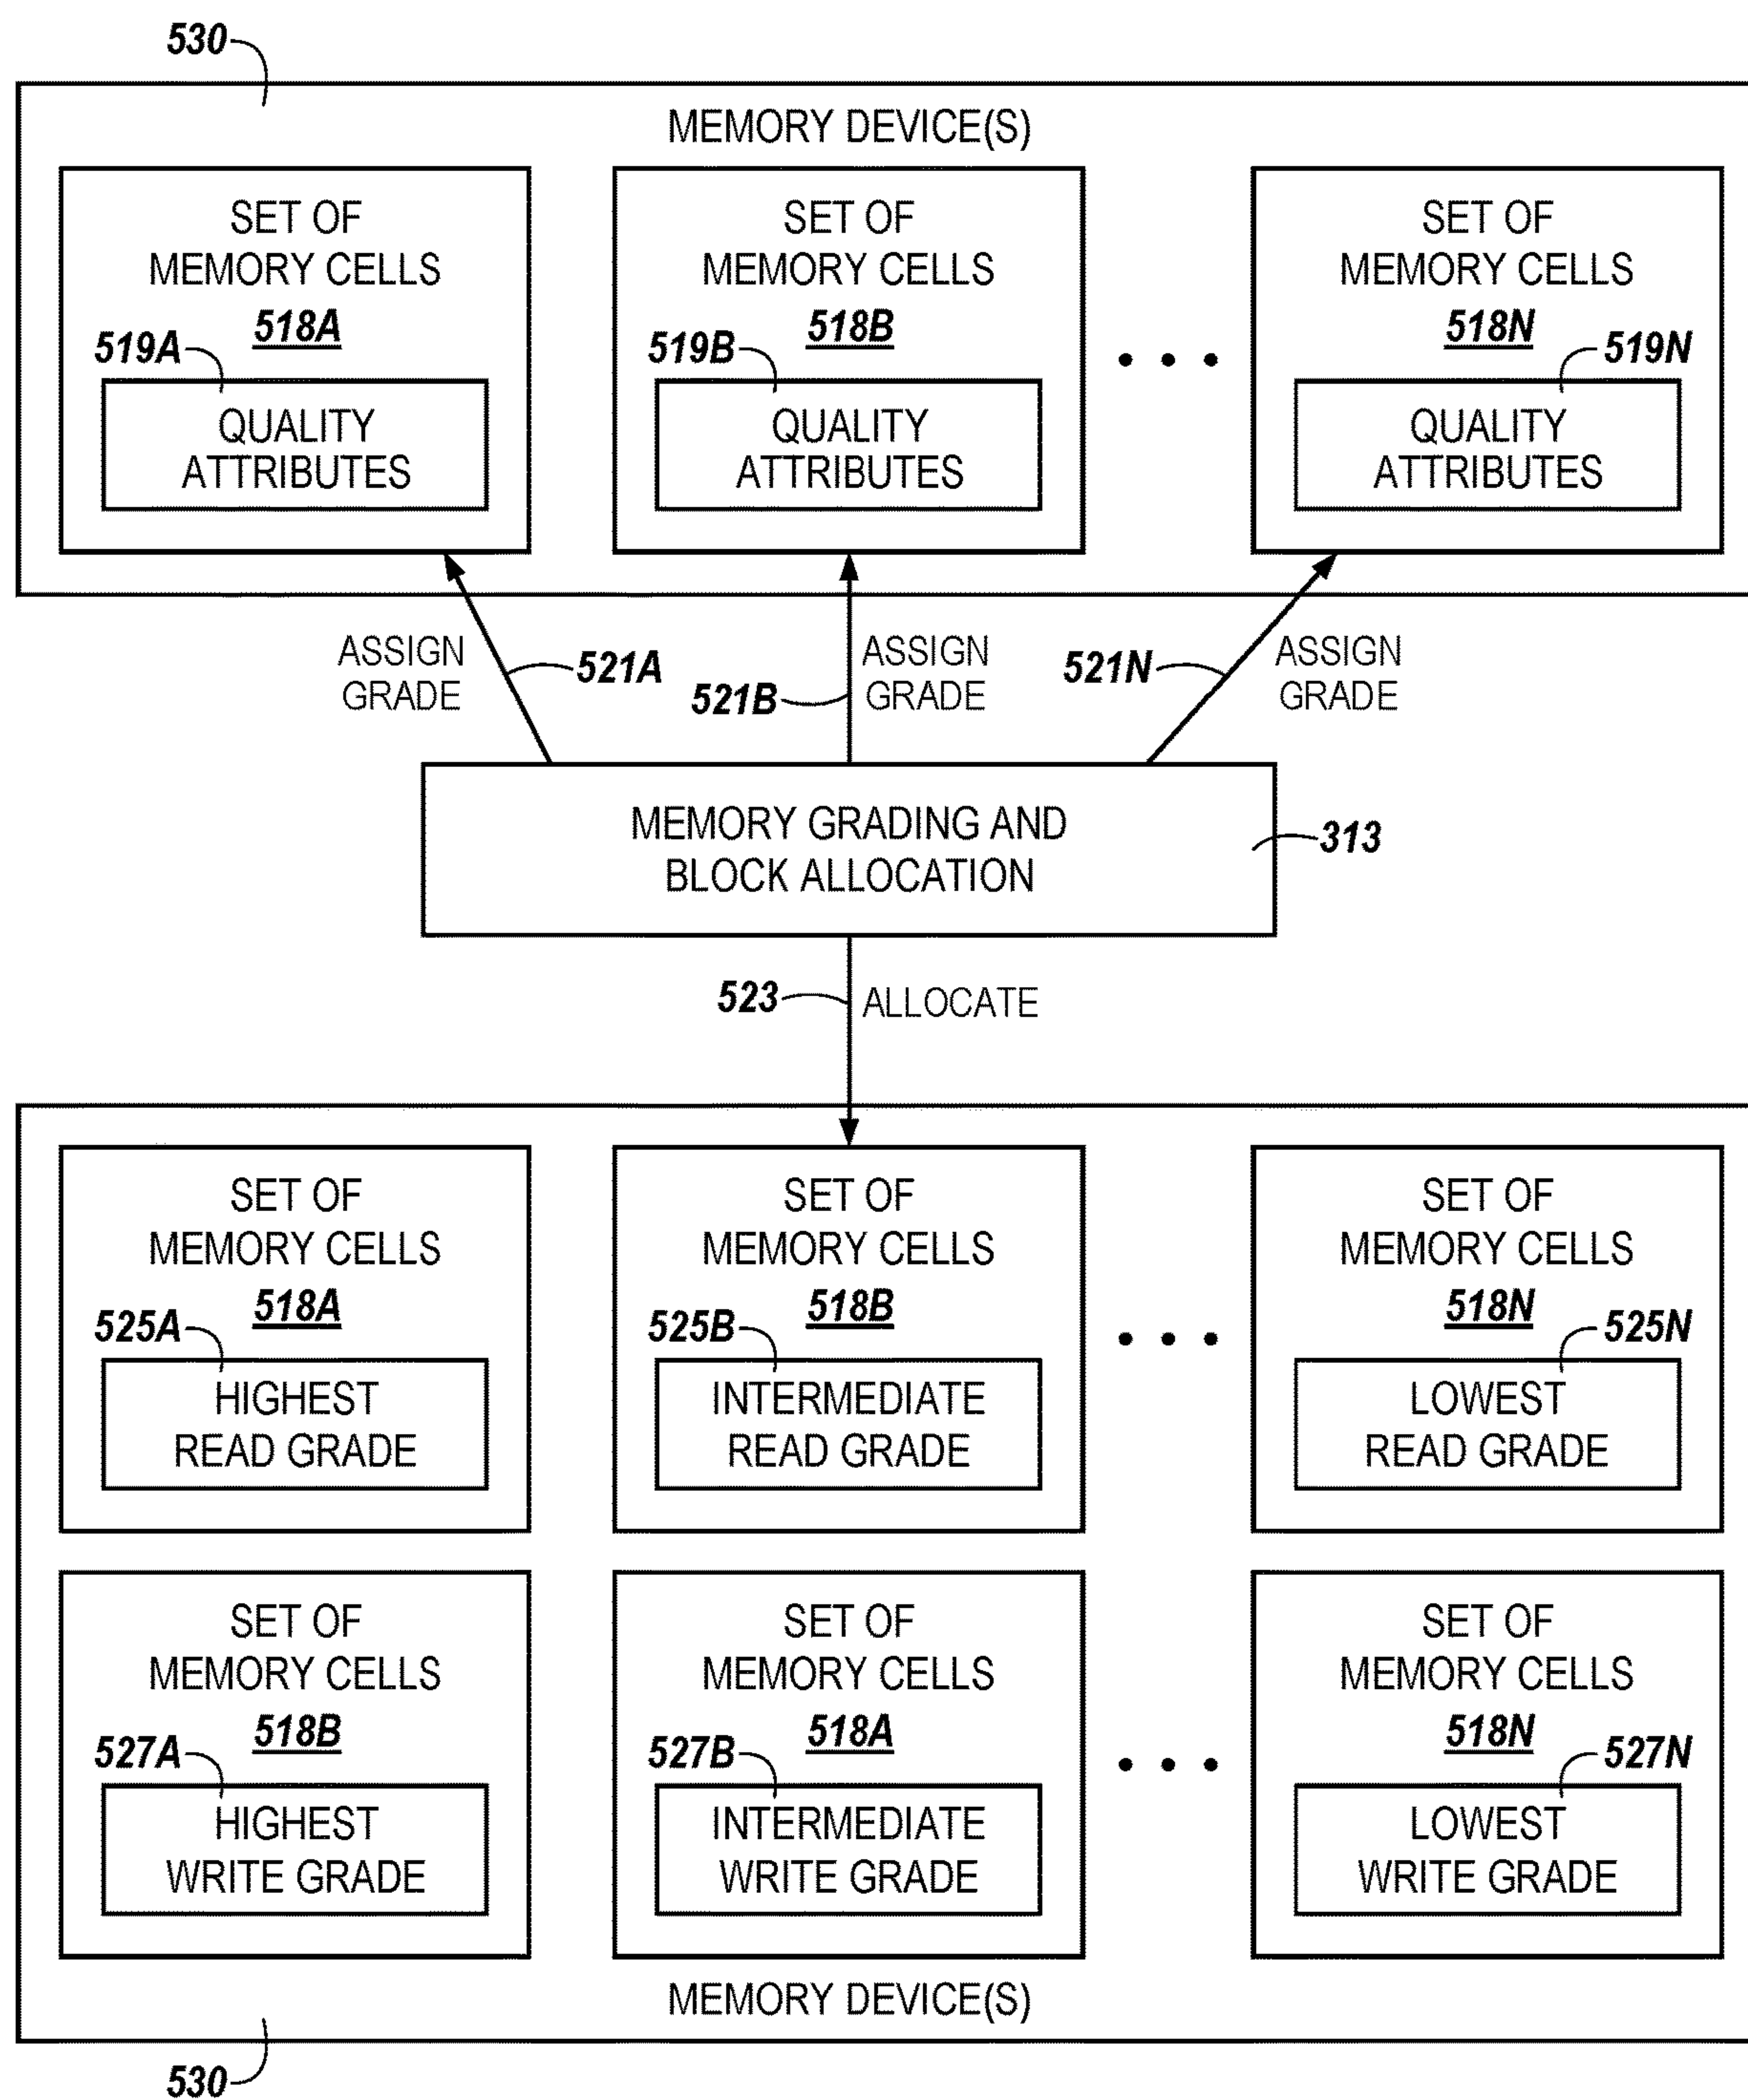 530
MEMORY DEVICE(S)
SET OF
MEMORY CELLS
518A
519A
QUALITY
ATTRIBUTES
SET OF
MEMORY CELLS
518B
519B
QUALITY
ATTRIBUTES
• • •
SET OF
MEMORY CELLS
518N
519N
QUALITY
ATTRIBUTES
ASSIGN
GRADE
521A
521B
ASSIGN
GRADE
521N
ASSIGN
GRADE
MEMORY GRADING AND
BLOCK ALLOCATION
313
523
ALLOCATE
SET OF
MEMORY CELLS
518A
525A
HIGHEST
READ GRADE
SET OF
MEMORY CELLS
518B
525B
INTERMEDIATE
READ GRADE
• • •
SET OF
MEMORY CELLS
518N
525N
LOWEST
READ GRADE
SET OF
MEMORY CELLS
518B
527A
HIGHEST
WRITE GRADE
SET OF
MEMORY CELLS
518A
527B
INTERMEDIATE
WRITE GRADE
• • •
SET OF
MEMORY CELLS
518N
527N
LOWEST
WRITE GRADE
MEMORY DEVICE(S)
530